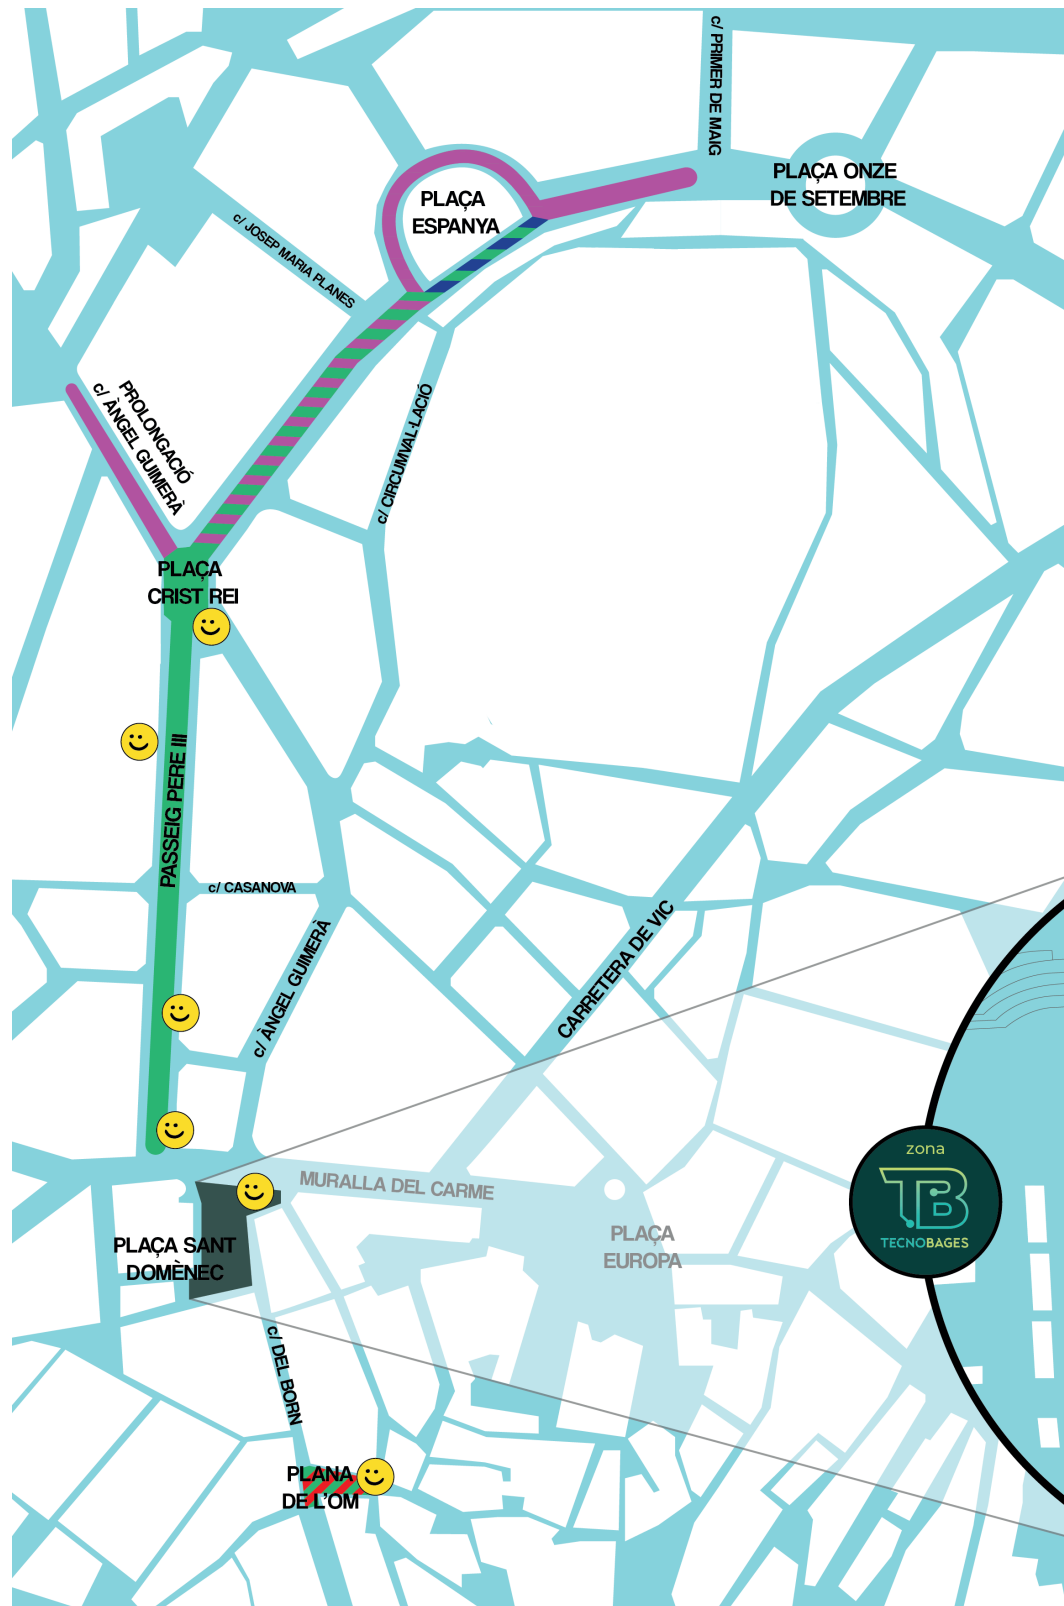 c/ PRIMER DE MAIG
PLAÇA ONZE
DE SETEMBRE
PLAÇA
ESPANYA
c/ JOSEP MARIA PLANES
PROLONGACIÓ
c/ ÀNGEL GUIMERÀ
c/ CIRCUMVAL·LACIÓ
PLAÇA
CRIST REI
PASSEIG PERE III
c/ CASANOVA
c/ ÀNGEL GUIMERÀ
CARRETERA DE VIC
zona
TB
TECNOBAGES
MURALLA DEL CARME
PLAÇA
EUROPA
PLAÇA SANT
DOMÈNEC
c/ DEL BORN
PLANA
DE L'OM